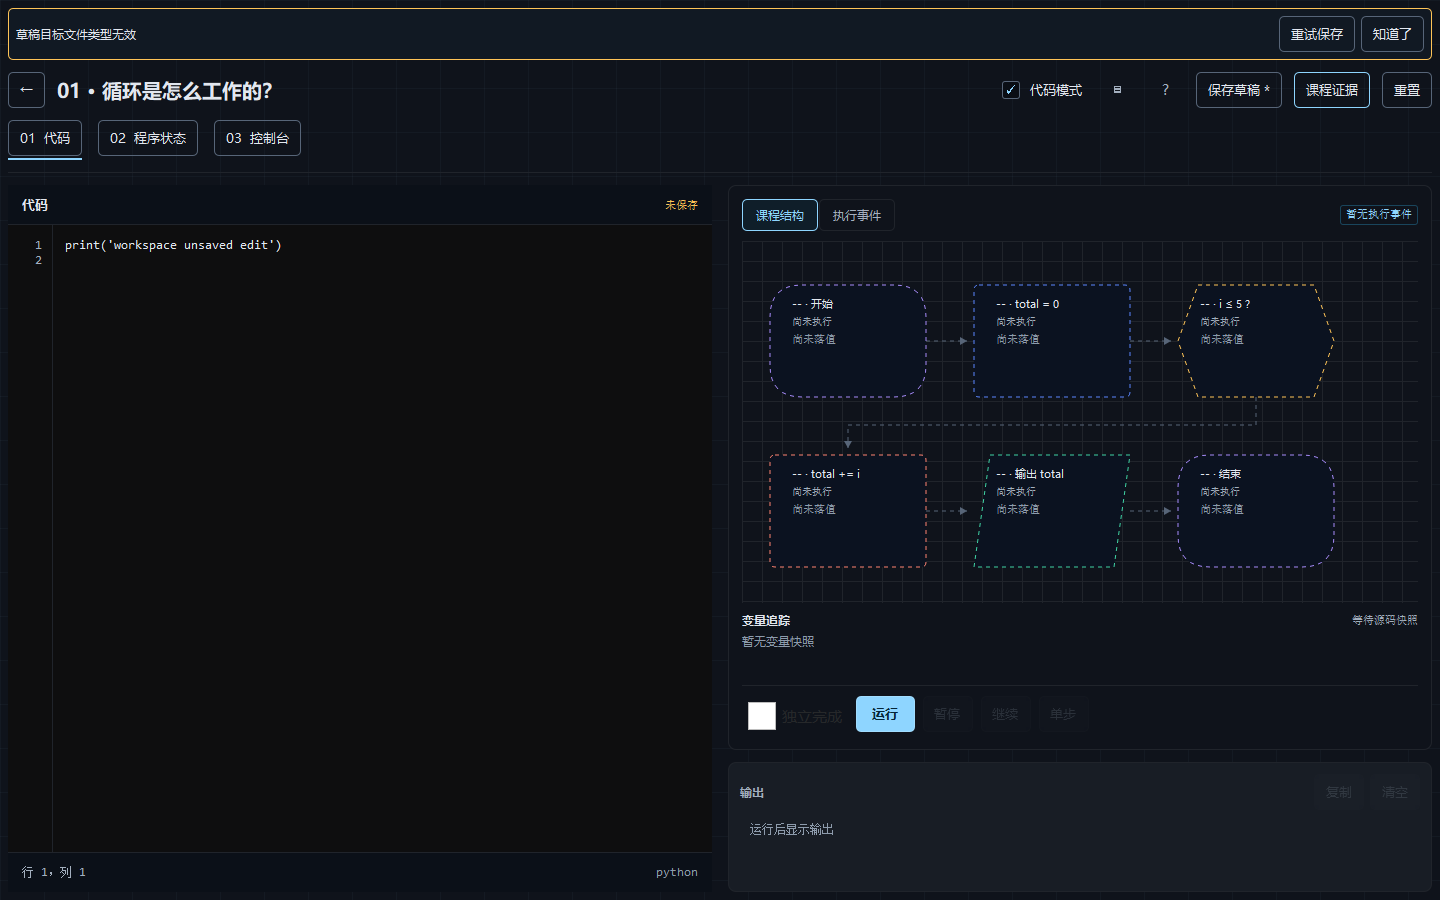 草稿目标文件类型无效
重试保存
知道了
←
01 • 循环是怎么工作的?
✓ 代码模式
?
保存草稿 *
课程证据
重置
01 代码
02 程序状态
03 控制台
代码
未保存
1 print('workspace unsaved edit')
2
行 1, 列 1
python
课程结构
执行事件
暂无执行事件
-- · 开始
尚未执行
尚未落值
-- · total = 0
尚未执行
尚未落值
-- · i ≤ 5 ?
尚未执行
尚未落值
-- · total += i
尚未执行
尚未落值
-- · 输出 total
尚未执行
尚未落值
-- · 结束
尚未执行
尚未落值
变量追踪
等待源码快照
暂无变量快照
独立完成
运行
暂停
继续
单步
输出
复制
清空
运行后显示输出